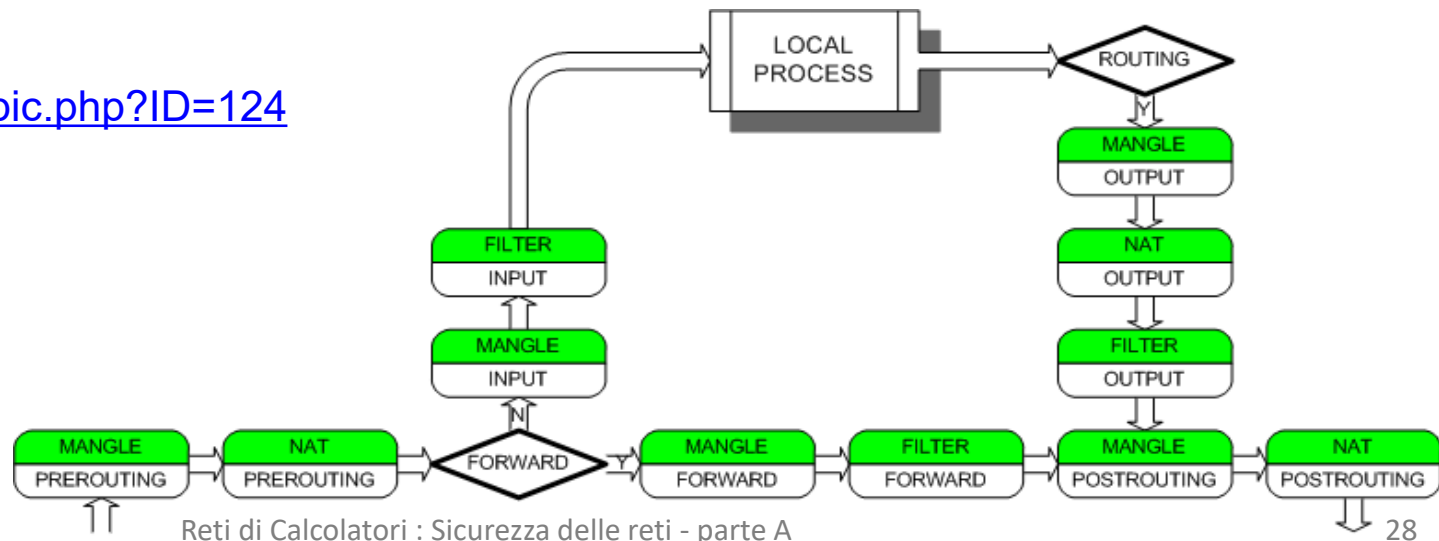 LOCAL
PROCESS
ROUTING
pic.php?ID=124
Y
MANGLE
OUTPUT
FILTER
INPUT
NAT
OUTPUT
MANGLE
INPUT
FILTER
OUTPUT
N
MANGLE
PREROUTING
NAT
PREROUTING
FORWARD
Y
MANGLE
FORWARD
FILTER
FORWARD
MANGLE
POSTROUTING
NAT
POSTROUTING
Reti di Calcolatori : Sicurezza delle reti - parte A
28